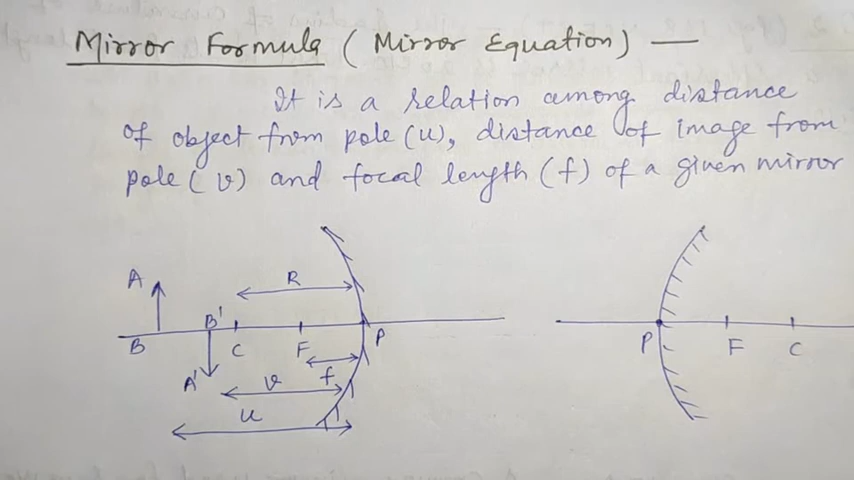 Mirror Formula ( Mirror Equation) —
It is a relation among distance
of object from pole (u), distance of image from
pole ( v) and focal length (f) of a given mirror
A
R
B'
B
C
F
P
A'
f
v
u
P
F
C